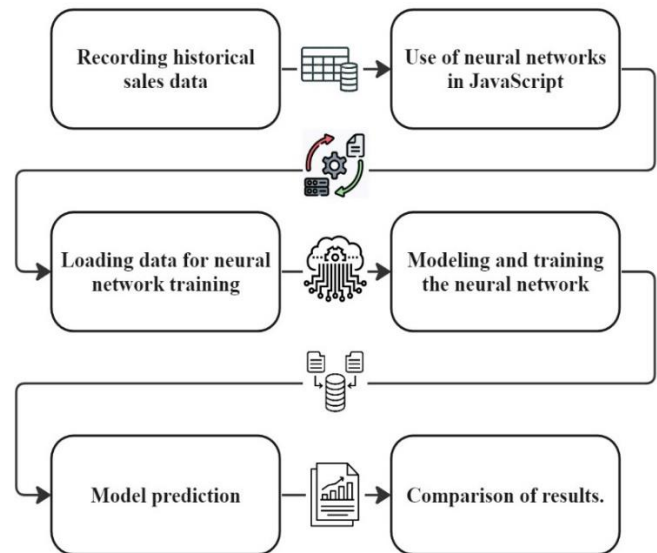 Recording historical
sales data
Use of neural networks
in JavaScript
Loading data for neural
network training
Modeling and training
the neural network
Model prediction
Comparison of results.